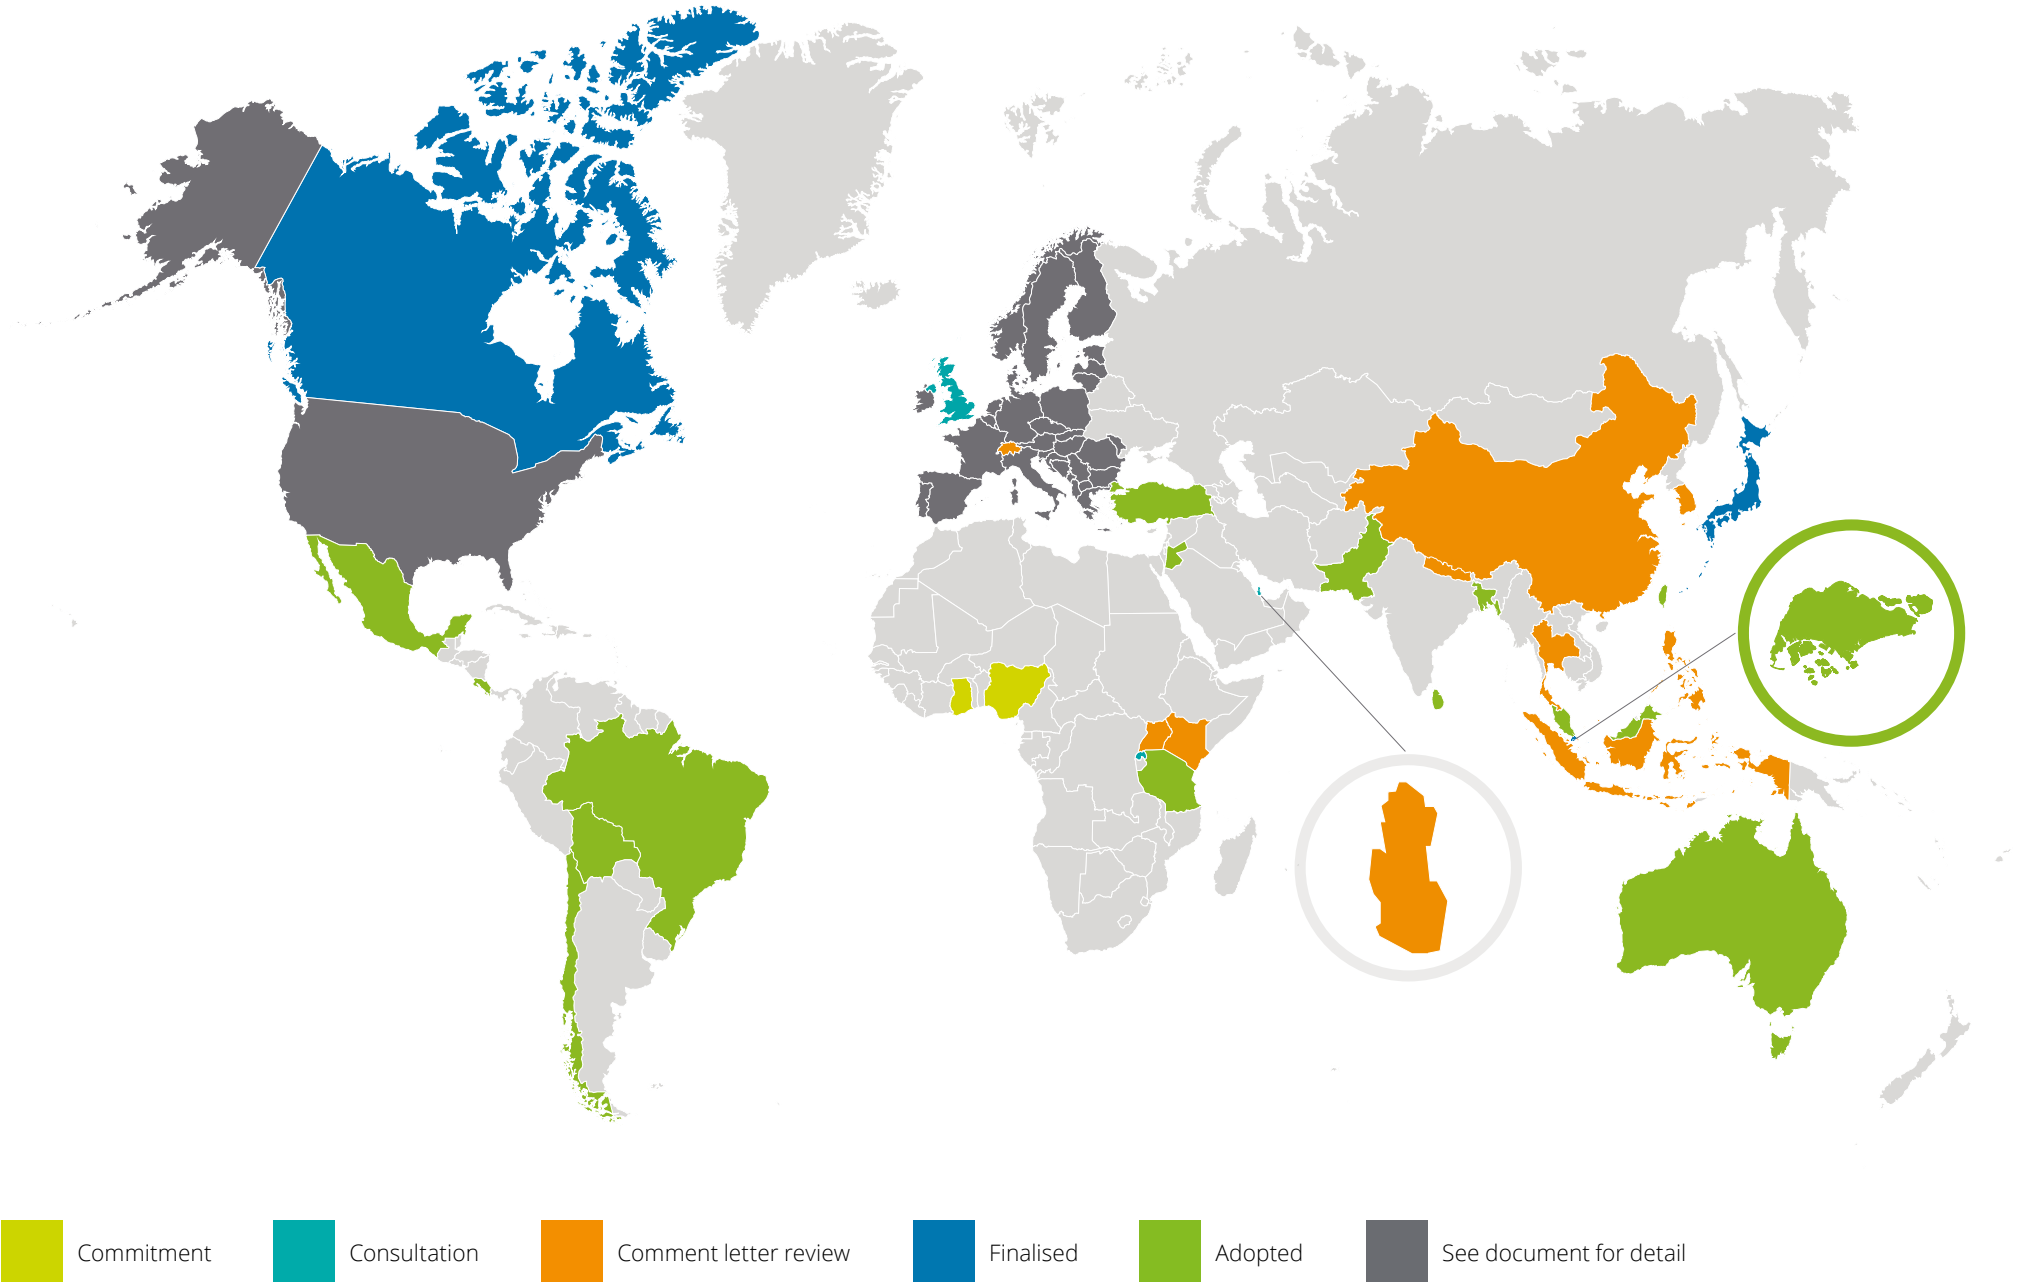 Commitment
Consultation
Comment letter review
Finalised
Adopted
See document for detail